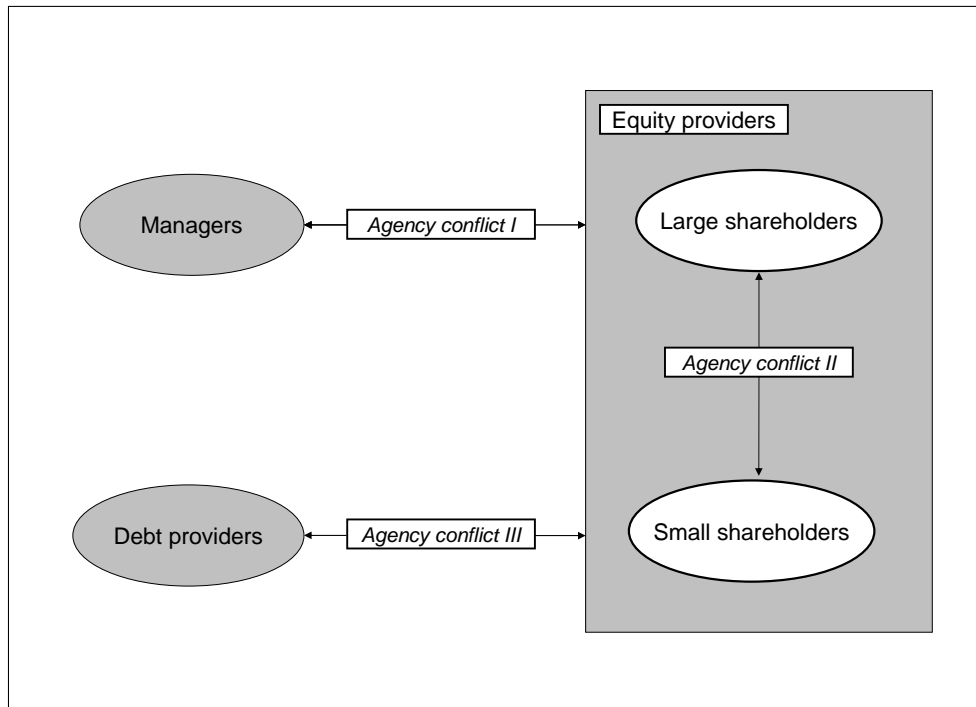 Equity providers
Managers
Agency conflict I
Large shareholders
Agency conflict II
Debt providers
Agency conflict III
Small shareholders